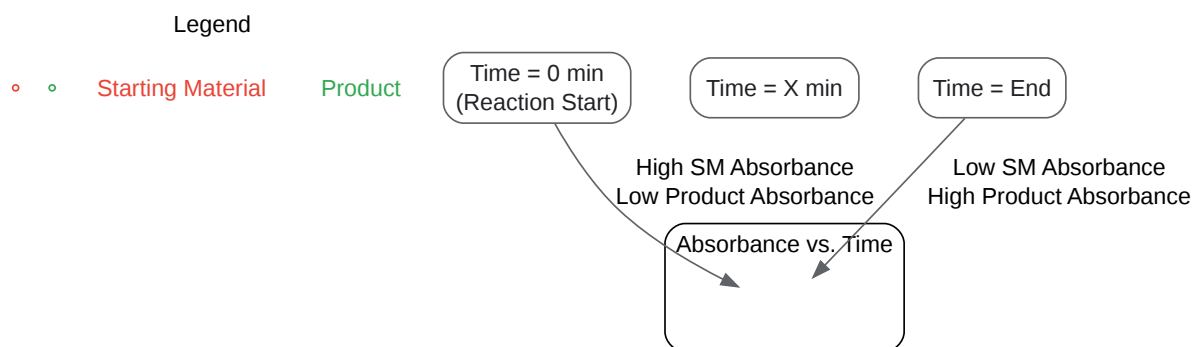 Legend
Starting Material
Product
Time = 0 min
(Reaction Start)
Time = X min
Time = End
High SM Absorbance
Low Product Absorbance
Low SM Absorbance
High Product Absorbance
Absorbance vs. Time